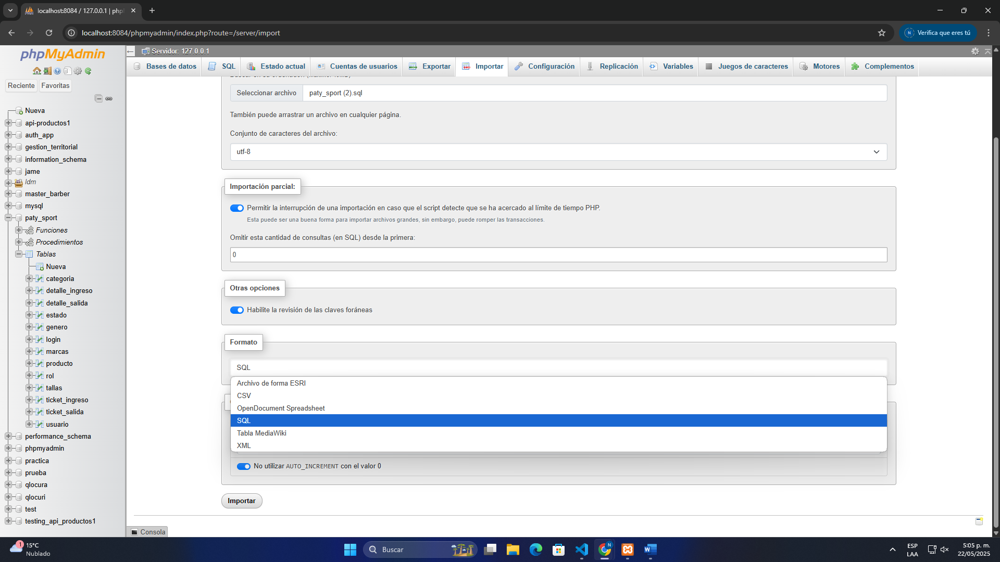 localhost:8084 / 127.0.0.1 | php
localhost:8084/phpmyadmin/index.php?route=/server/import
N
Verifica que eres tú
phpMyAdmin
Reciente
Favoritas
Nueva
api-productos1
auth_app
gestion_territorial
information_schema
jame
ldm
master_barber
mysql
paty_sport
Funciones
Procedimientos
Tablas
Nueva
categoria
detalle_ingreso
detalle_salida
estado
genero
login
marcas
producto
rol
tallas
ticket_ingreso
ticket_salida
usuario
performance_schema
phpmyadmin
practica
prueba
qlocura
qlocuri
test
testing_api_productos1
Servidor: 127.0.0.1
Bases de datos
SQL
Estado actual
Cuentas de usuarios
Exportar
Importar
Configuración
Replicación
Variables
Juegos de caracteres
Motores
Complementos
Seleccionar archivo
paty_sport (2).sql
También puede arrastrar un archivo en cualquier página.
Conjunto de caracteres del archivo:
utf-8
Importación parcial:
Permitir la interrupción de una importación en caso que el script detecte que se ha acercado al límite de tiempo PHP.
Esta puede ser una buena forma para importar archivos grandes, sin embargo, puede romper las transacciones.
Omitir esta cantidad de consultas (en SQL) desde la primera:
0
Otras opciones
Habilite la revisión de las claves foráneas
Formato
SQL
Archivo de forma ESRI
CSV
OpenDocument Spreadsheet
SQL
Tabla MediaWiki
XML
No utilizar AUTO_INCREMENT con el valor 0
Importar
Consola
1
15°C
Nublado
Buscar
N
ESP
LAA
5:05 p. m.
22/05/2025